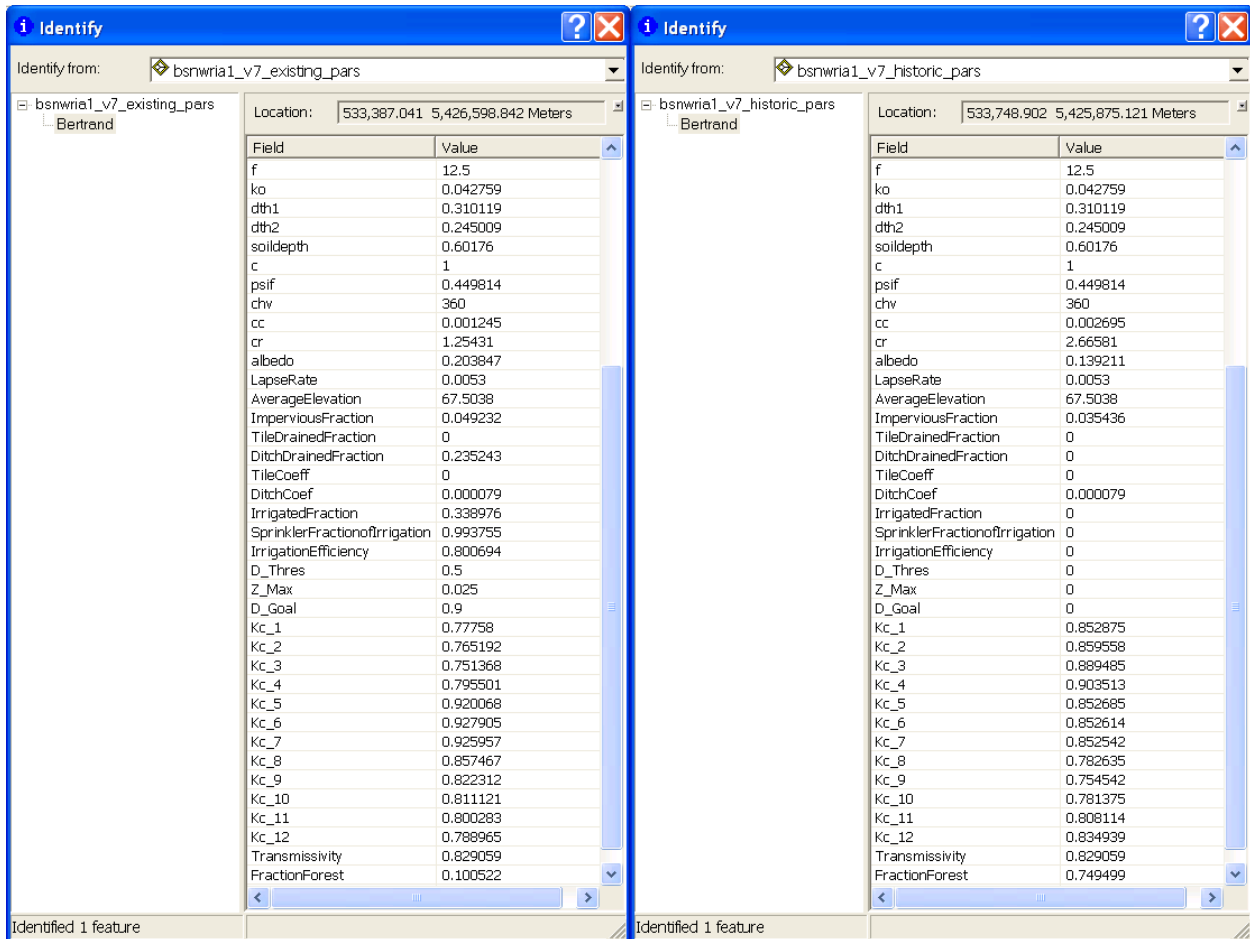 Identify
Identify from: bsnwria1_v7_existing_pars
bsnwria1_v7_existing_pars
Bertrand
Location: 533,387.041 5,426,598.842 Meters
Field Value
f 12.5
ko 0.042759
dth1 0.310119
dth2 0.245009
soildepth 0.60176
c 1
psif 0.449814
chv 360
cc 0.001245
cr 1.25431
albedo 0.203847
LapseRate 0.0053
AverageElevation 67.5038
ImperviousFraction 0.049232
TileDrainedFraction 0
DitchDrainedFraction 0.235243
TileCoeff 0
DitchCoef 0.000079
IrrigatedFraction 0.338976
SprinklerFractionofIrrigation 0.993755
IrrigationEfficiency 0.800694
D_Thres 0.5
Z_Max 0.025
D_Goal 0.9
Kc_1 0.77758
Kc_2 0.765192
Kc_3 0.751368
Kc_4 0.795501
Kc_5 0.920068
Kc_6 0.927905
Kc_7 0.925957
Kc_8 0.857467
Kc_9 0.822312
Kc_10 0.811121
Kc_11 0.800283
Kc_12 0.788965
Transmissivity 0.829059
FractionForest 0.100522
Identified 1 feature
Identify
Identify from: bsnwria1_v7_historic_pars
bsnwria1_v7_historic_pars
Bertrand
Location: 533,748.902 5,425,875.121 Meters
Field Value
f 12.5
ko 0.042759
dth1 0.310119
dth2 0.245009
soildepth 0.60176
c 1
psif 0.449814
chv 360
cc 0.002695
cr 2.66581
albedo 0.139211
LapseRate 0.0053
AverageElevation 67.5038
ImperviousFraction 0.035436
TileDrainedFraction 0
DitchDrainedFraction 0
TileCoeff 0
DitchCoef 0.000079
IrrigatedFraction 0
SprinklerFractionofIrrigation 0
IrrigationEfficiency 0
D_Thres 0
Z_Max 0
D_Goal 0
Kc_1 0.852875
Kc_2 0.859558
Kc_3 0.889485
Kc_4 0.903513
Kc_5 0.852685
Kc_6 0.852614
Kc_7 0.852542
Kc_8 0.782635
Kc_9 0.754542
Kc_10 0.781375
Kc_11 0.808114
Kc_12 0.834939
Transmissivity 0.829059
FractionForest 0.749499
Identified 1 feature